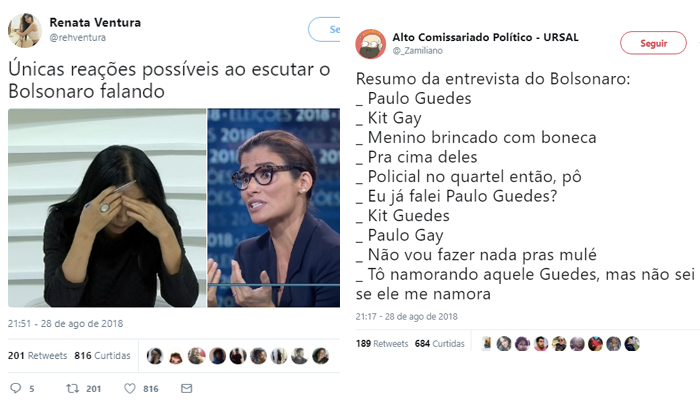 Renata Ventura
@rehventura
Se
Únicas reações possíveis ao escutar o
Bolsonaro falando
ELEIÇÕES
2018
2018
21:51 - 28 de ago de 2018
201 Retweets 816 Curtidas
5 201 816
Alto Comissariado Político - URSAL
@_Zamiliano
Seguir
Resumo da entrevista do Bolsonaro:
_ Paulo Guedes
_ Kit Gay
_ Menino brincado com boneca
_ Pra cima deles
_ Policial no quartel então, pô
_ Eu já falei Paulo Guedes?
_ Kit Guedes
_ Paulo Gay
_ Não vou fazer nada pras mulé
_ Tô namorando aquele Guedes, mas não sei
se ele me namora
21:17 - 28 de ago de 2018
189 Retweets 684 Curtidas